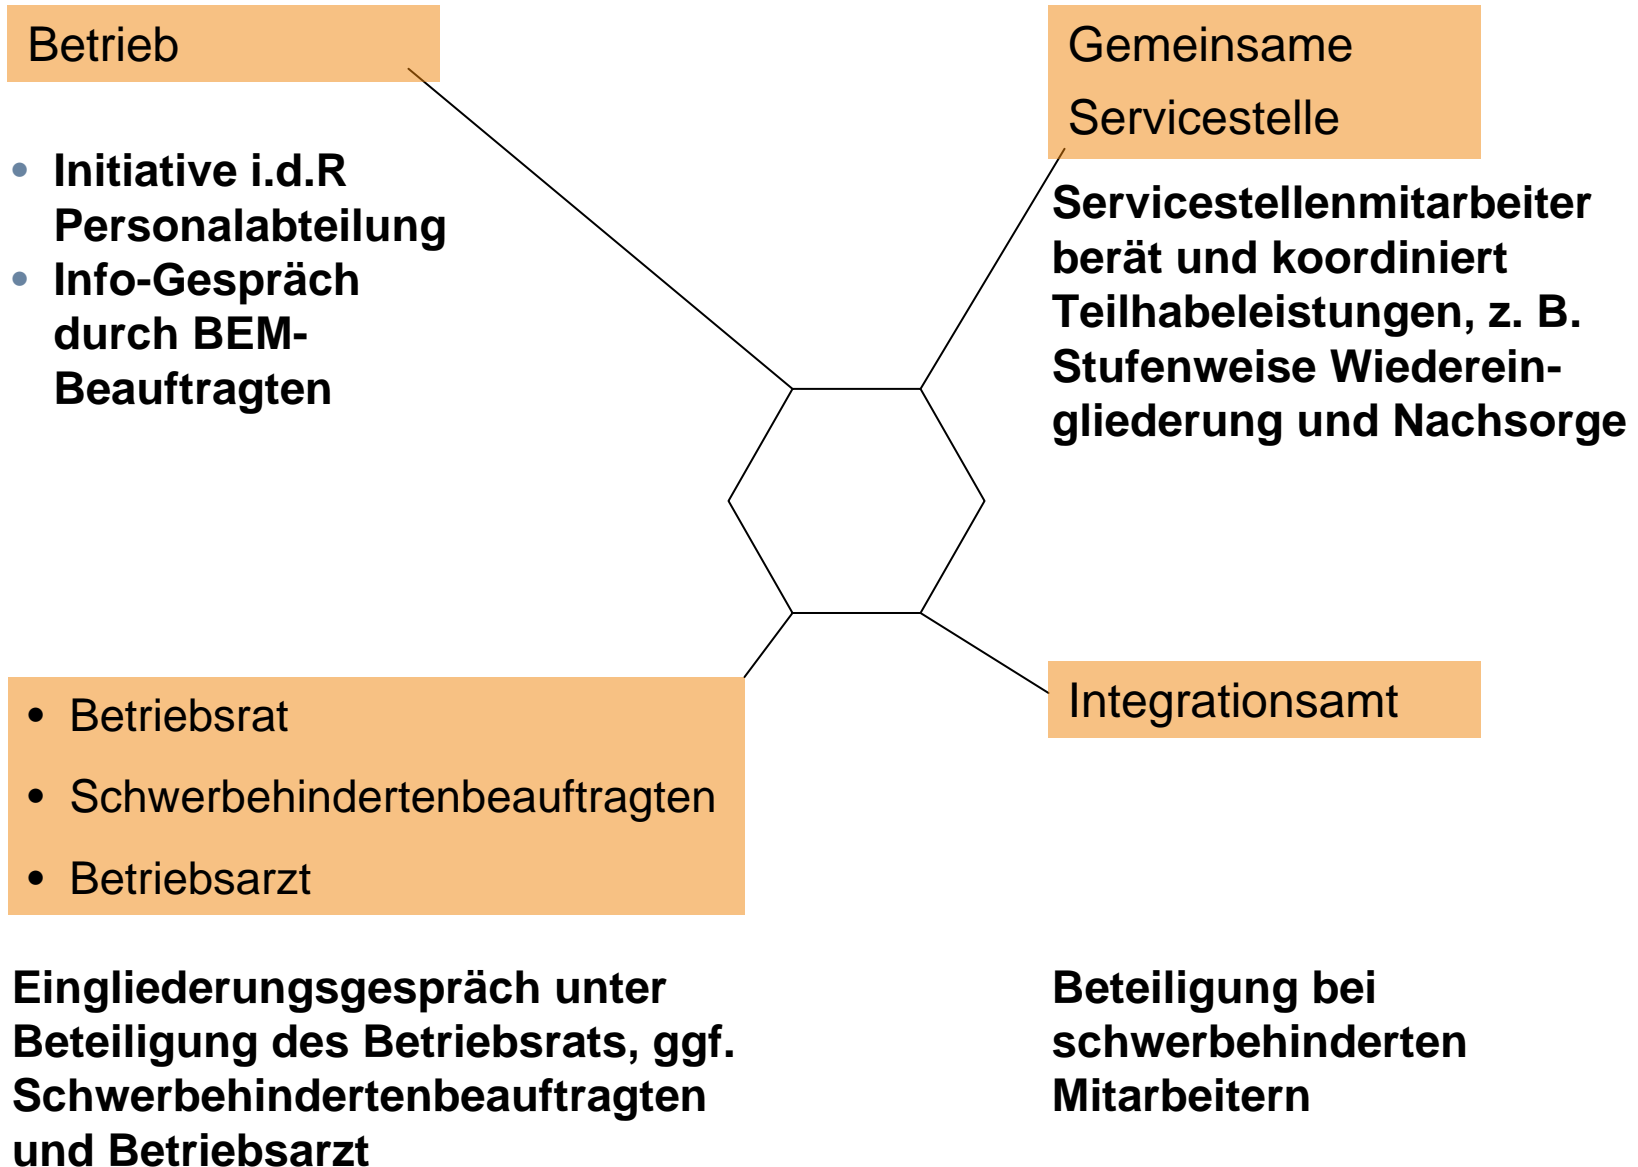 Betrieb
• Initiative i.d.R
Personalabteilung
• Info-Gespräch
durch BEM-
Beauftragten
Gemeinsame
Servicestelle
Servicestellenmitarbeiter
berät und koordiniert
Teilhabeleistungen, z. B.
Stufenweise Wiederein-
gliederung und Nachsorge
• Betriebsrat
• Schwerbehindertenbeauftragten
• Betriebsarzt
Eingliederungsgespräch unter
Beteiligung des Betriebsrats, ggf.
Schwerbehindertenbeauftragten
und Betriebsarzt
Integrationsamt
Beteiligung bei
schwerbehinderten
Mitarbeitern